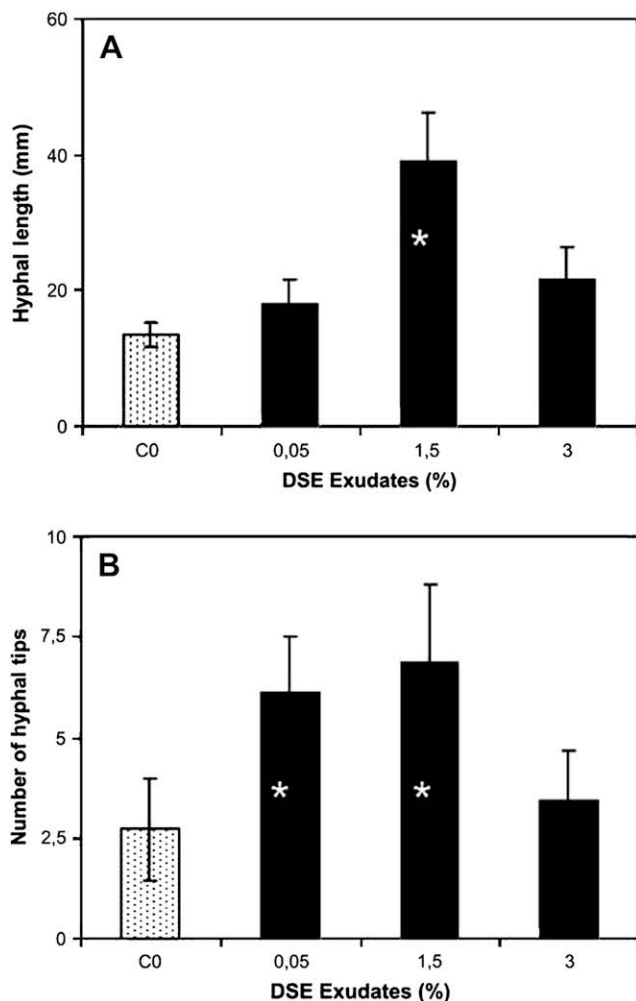 A
Hyphal length (mm)
60
40
20
0
*
C0 0,05 1,5 3
DSE Exudates (%)
B
Number of hyphal tips
10
7,5
5
2,5
0
* *
C0 0,05 1,5 3
DSE Exudates (%)